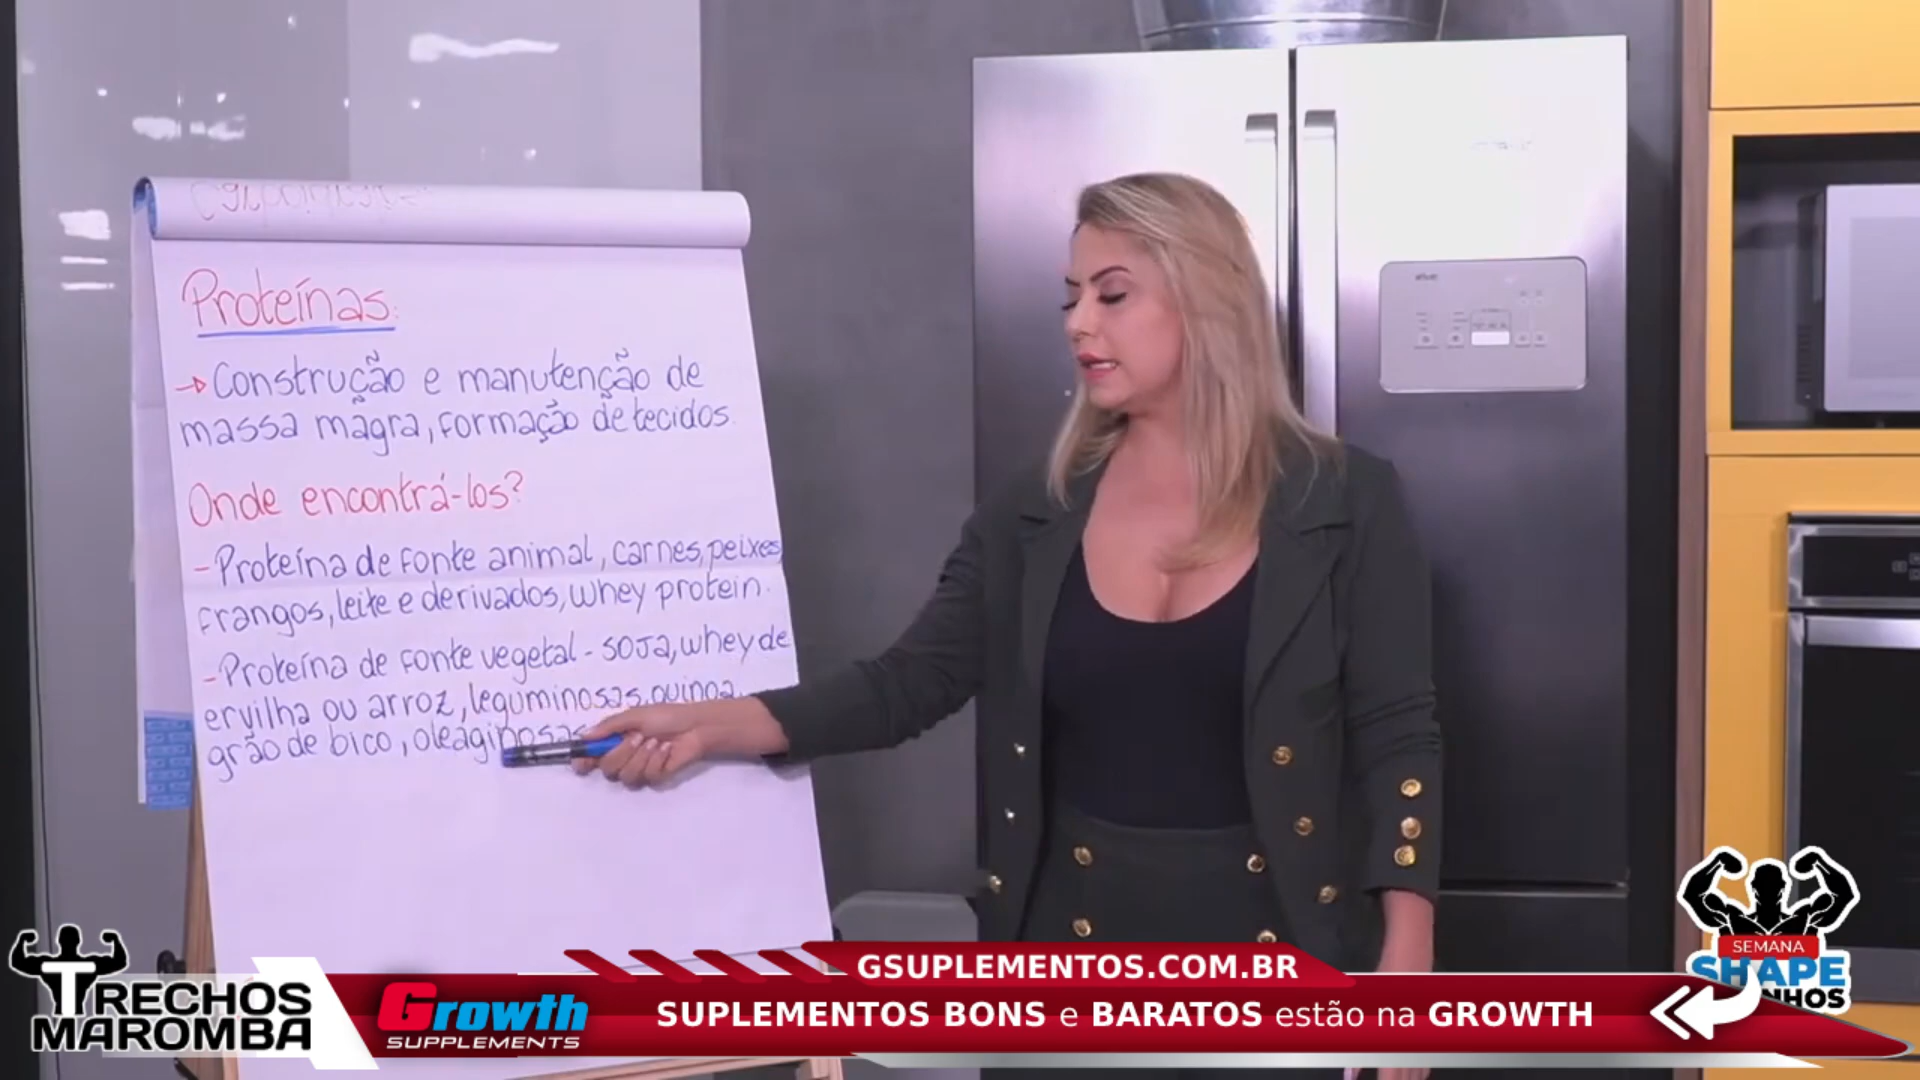 Proteínas:
→Construção e manutenção de
massa magra, formação de tecidos.
Onde encontrá-los?
-Proteína de fonte animal, carnes, peixes
frangos, leite e derivados, whey protein.
-Proteína de fonte vegetal - soja, whey de
ervilha ou arroz, leguminosas, quinoa,
grão de bico, oleaginosas
TRECHOS
MAROMBA
Growth
SUPPLEMENTS
GSUPLEMENTOS.COM.BR
SUPLEMENTOS BONS e BARATOS estão na GROWTH
SEMANA
SHAPE
NHOS